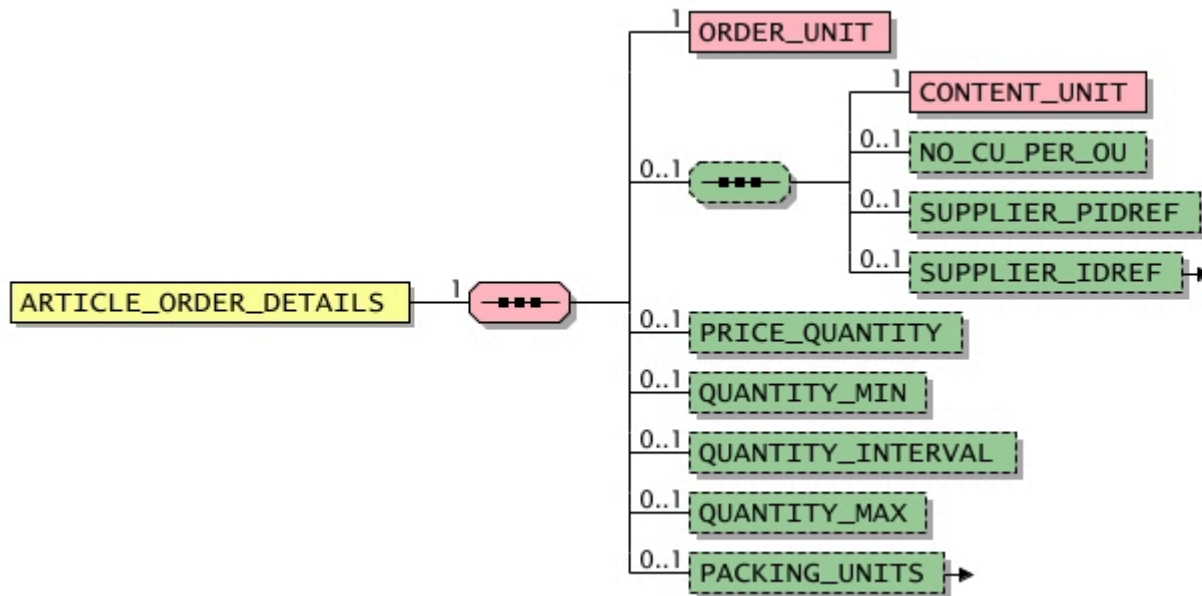 1 ORDER_UNIT
1 CONTENT_UNIT
0..1 NO_CU_PER_OU
0..1
0..1 SUPPLIER_PIDREF
0..1 SUPPLIER_IDREF
ARTICLE_ORDER_DETAILS 1
0..1 PRICE_QUANTITY
0..1 QUANTITY_MIN
0..1 QUANTITY_INTERVAL
0..1 QUANTITY_MAX
0..1 PACKING_UNITS